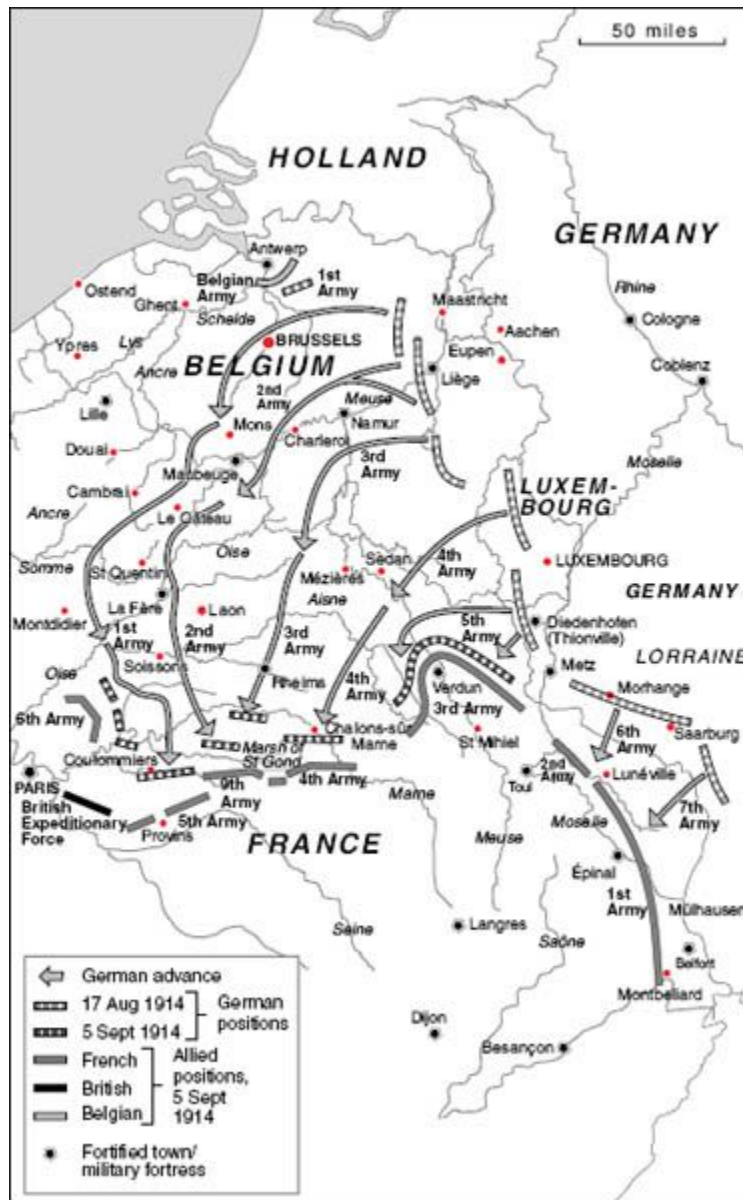 50 miles
HOLLAND
GERMANY
Antwerp
Belgian
Army
1st
Army
Ostend
Ghent
Schelde
Maastricht
Rhine
Cologne
Ypres
Lys
BRUSSELS
Aachen
Ancre
BELGIUM
Eupen
Coblenz
2nd
Army
Liège
Meuse
Lille
Mons
Namur
Charleroi
Douai
3rd
Army
Moselle
Maubeuge
Cambrai
LUXEM-
BOURG
Ancre
Le Câteau
Oise
Sedan
4th
Army
Somme
St Quentin
Mézières
LUXEMBOURG
Aisne
GERMANY
La Fère
Laon
5th
Army
Diedenhofen
(Thionville)
Montdidier
1st
Army
2nd
Army
3rd
Army
LORRAINE
Soissons
Metz
Oise
Rheims
4th
Army
Verdun
Morhange
3rd Army
6th Army
Châlons-sûr
Marne
St Mihiel
6th
Army
Saarburg
Marsh of
St Gond
Coulommiers
2nd
Army
Lunéville
PARIS
4th Army
Toul
7th
Army
British
Expeditionary
Force
9th
Army
Marne
5th Army
Moselle
Provins
FRANCE
Meuse
Épinal
1st
Army
Mülhausen
Seine
Langres
Saône
Belfort
Montbeliard
Dijon
Besançon
German advance
17 Aug 1914
5 Sept 1914
German
positions
French
British
Belgian
Allied
positions,
5 Sept
1914
Fortified town/
military fortress